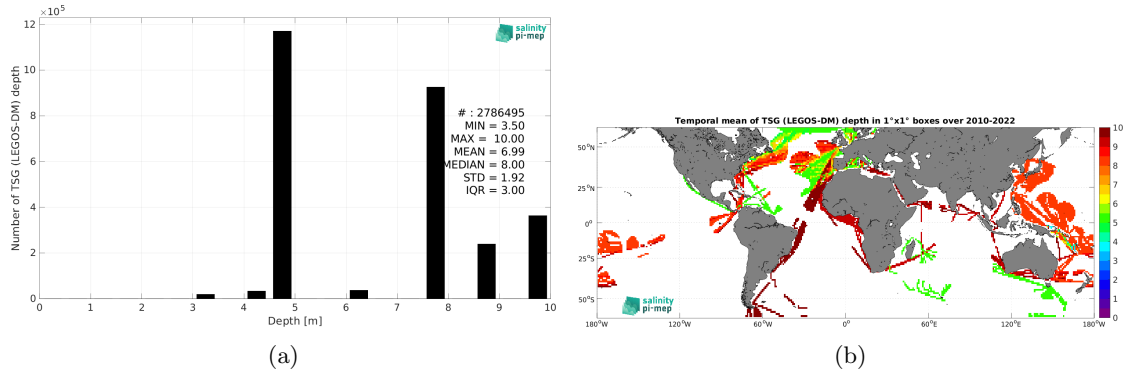 ×10⁵
12
10
8
6
4
2
0
Number of TSG (LEGOS-DM) depth
salinity
pi-mep
# : 2786495
MIN = 3.50
MAX = 10.00
MEAN = 6.99
MEDIAN = 8.00
STD = 1.92
IQR = 3.00
0 1 2 3 4 5 6 7 8 9 10
Depth [m]
(a)
Temporal mean of TSG (LEGOS-DM) depth in 1°x1° boxes over 2010-2022
50°N
25°N
0°
25°S
50°S
180°W 120°W 60°W 0° 60°E 120°E 180°W
salinity
pi-mep
10
9
8
7
6
5
4
3
2
1
0
(b)